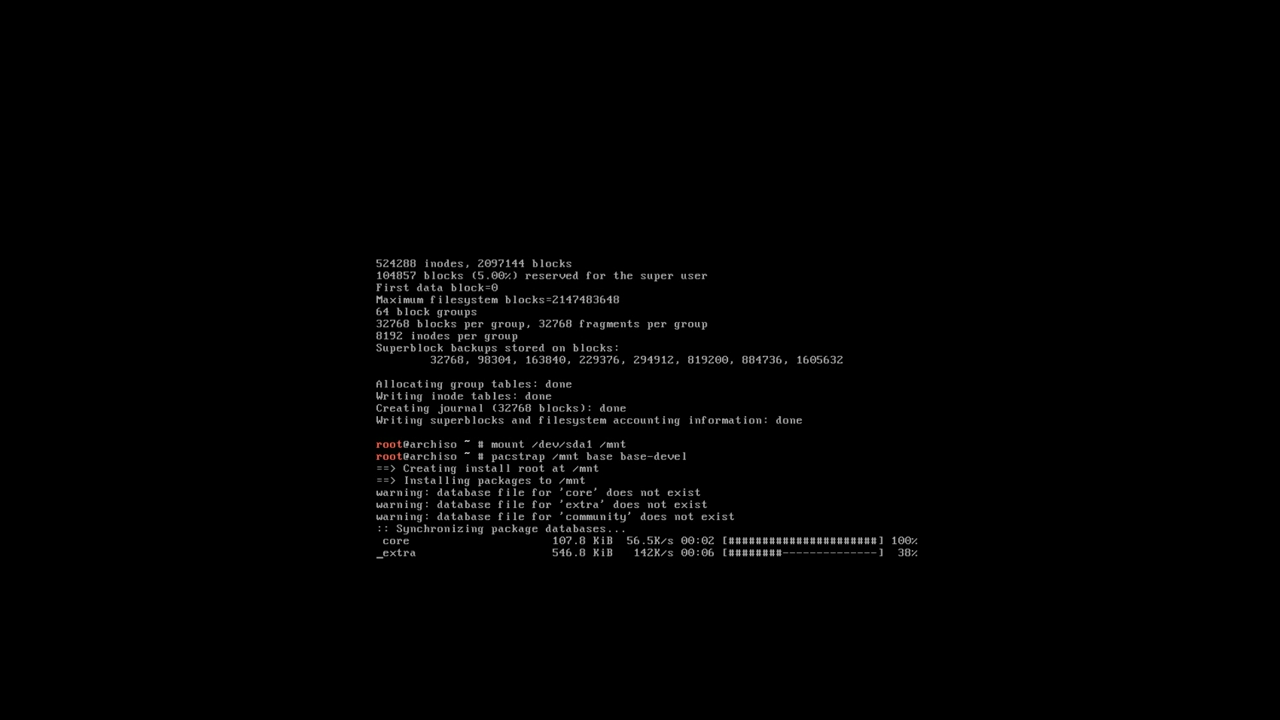 524288 inodes, 2097144 blocks
104857 blocks (5.00%) reserved for the super user
First data block=0
Maximum filesystem blocks=2147483648
64 block groups
32768 blocks per group, 32768 fragments per group
8192 inodes per group
Superblock backups stored on blocks:
32768, 98304, 163840, 229376, 294912, 819200, 884736, 1605632
Allocating group tables: done
Writing inode tables: done
Creating journal (32768 blocks): done
Writing superblocks and filesystem accounting information: done
root@archiso ~ # mount /dev/sda1 /mnt
root@archiso ~ # pacstrap /mnt base base-devel
==> Creating install root at /mnt
==> Installing packages to /mnt
warning: database file for 'core' does not exist
warning: database file for 'extra' does not exist
warning: database file for 'community' does not exist
:: Synchronizing package databases...
core 107.8 KiB 56.5K/s 00:02 [######################] 100%
_extra 546.8 KiB 142K/s 00:06 [########--------------] 38%